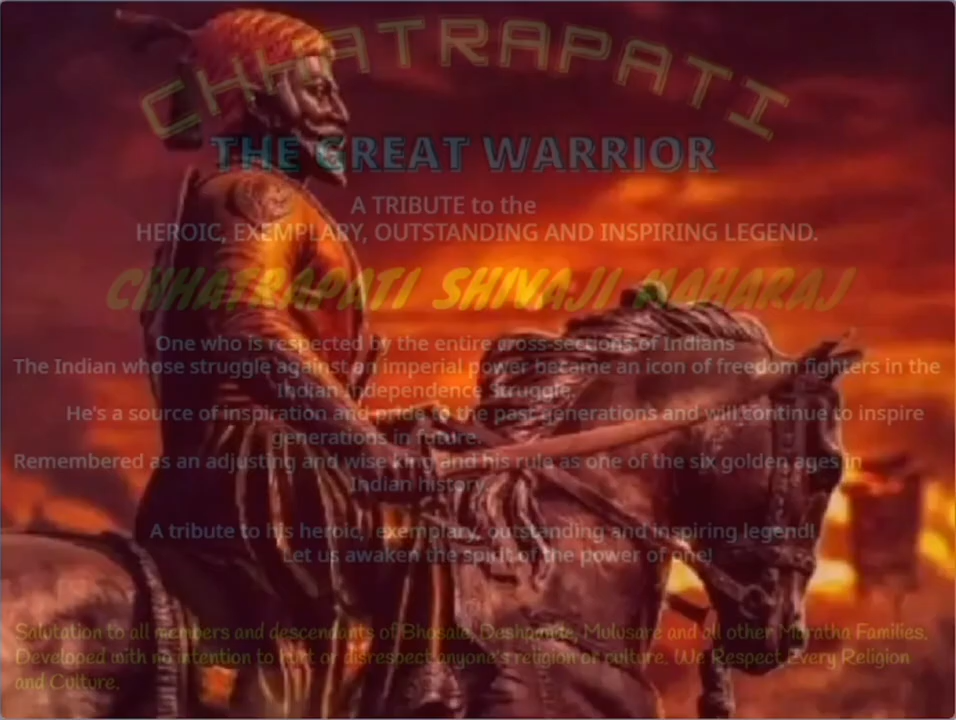 CHHATRAPATI
THE GREAT WARRIOR
A TRIBUTE to the
HEROIC, EXEMPLARY, OUTSTANDING AND INSPIRING LEGEND.
CHHATRAPATI SHIVAJI MAHARAJ
One who is respected by the entire cross-sections of Indians
The Indian whose struggle against an imperial power became an icon of freedom fighters in the
Indian independence struggle.
He's a source of inspiration and pride to the past generations and will continue to inspire
generations in future.
Remembered as an adjusting and wise king and his rule as one of the six golden ages in
Indian history.
A tribute to his heroic, exemplary, outstanding and inspiring legend!
Let us awaken the spirit of the power of one!
Salutation to all members and descendants of Bhosale, Deshmukh, Mulusare and all other Maratha Families.
Developed with no intention to hurt or disrespect anyone's religion or culture. We Respect Every Religion
and Culture.